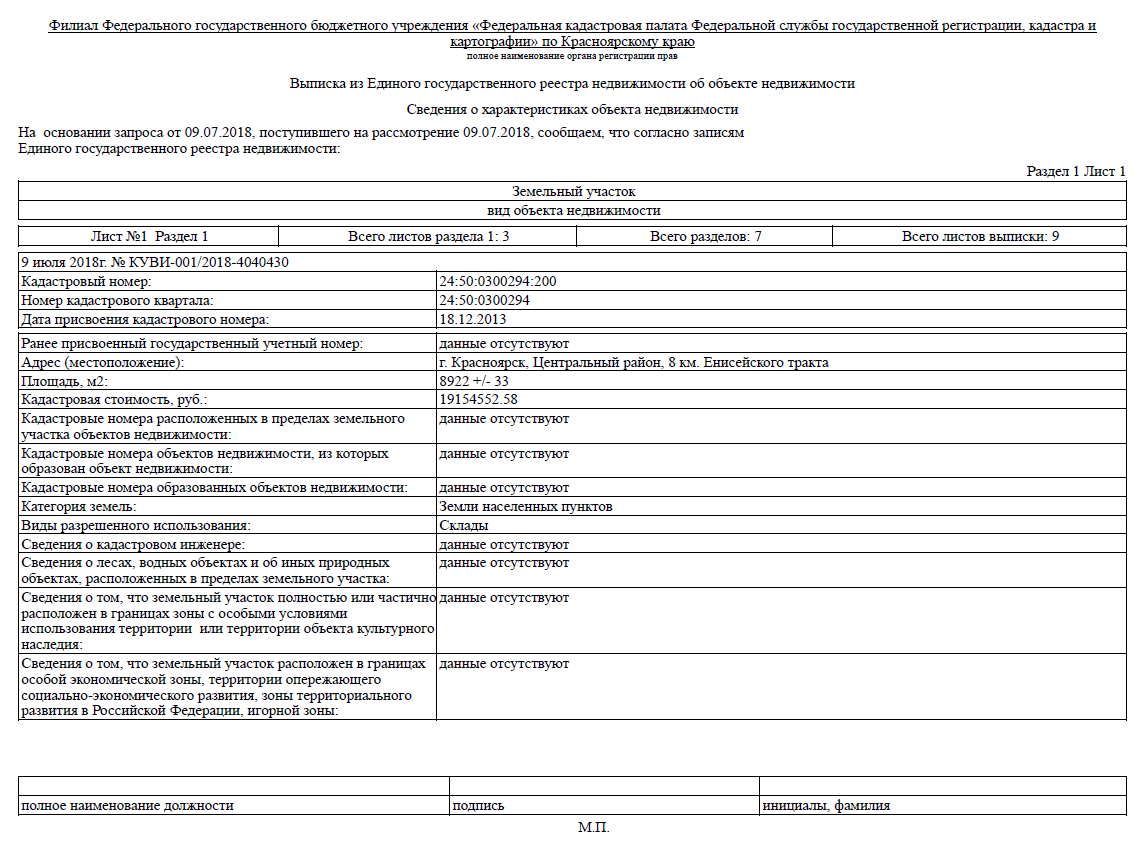 Филиал Федерального государственного бюджетного учреждения «Федеральная кадастровая палата Федеральной службы государственной регистрации, кадастра и
картографии» по Красноярскому краю
полное наименование органа регистрации прав
Выписка из Единого государственного реестра недвижимости об объекте недвижимости
Сведения о характеристиках объекта недвижимости
На основании запроса от 09.07.2018, поступившего на рассмотрение 09.07.2018, сообщаем, что согласно записям
Единого государственного реестра недвижимости:
Раздел 1 Лист 1
Земельный участок
вид объекта недвижимости
Лист №1 Раздел 1 Всего листов раздела 1: 3 Всего разделов: 7 Всего листов выписки: 9
9 июля 2018г. № КУВИ-001/2018-4040430
Кадастровый номер: 24:50:0300294:200
Номер кадастрового квартала: 24:50:0300294
Дата присвоения кадастрового номера: 18.12.2013
Ранее присвоенный государственный учетный номер: данные отсутствуют
Адрес (местоположение): г. Красноярск, Центральный район, 8 км. Енисейского тракта
Площадь, м2: 8922 +/- 33
Кадастровая стоимость, руб.: 19154552.58
Кадастровые номера расположенных в пределах земельного данные отсутствуют
участка объектов недвижимости:
Кадастровые номера объектов недвижимости, из которых данные отсутствуют
образован объект недвижимости:
Кадастровые номера образованных объектов недвижимости: данные отсутствуют
Категория земель: Земли населенных пунктов
Виды разрешенного использования: Склады
Сведения о кадастровом инженере: данные отсутствуют
Сведения о лесах, водных объектах и об иных природных данные отсутствуют
объектах, расположенных в пределах земельного участка:
Сведения о том, что земельный участок полностью или частично данные отсутствуют
расположен в границах зоны с особыми условиями
использования территории или территории объекта культурного
наследия:
Сведения о том, что земельный участок расположен в границах данные отсутствуют
особой экономической зоны, территории опережающего
социально-экономического развития, зоны территориального
развития в Российской Федерации, игорной зоны:
полное наименование должности подпись инициалы, фамилия
М.П.